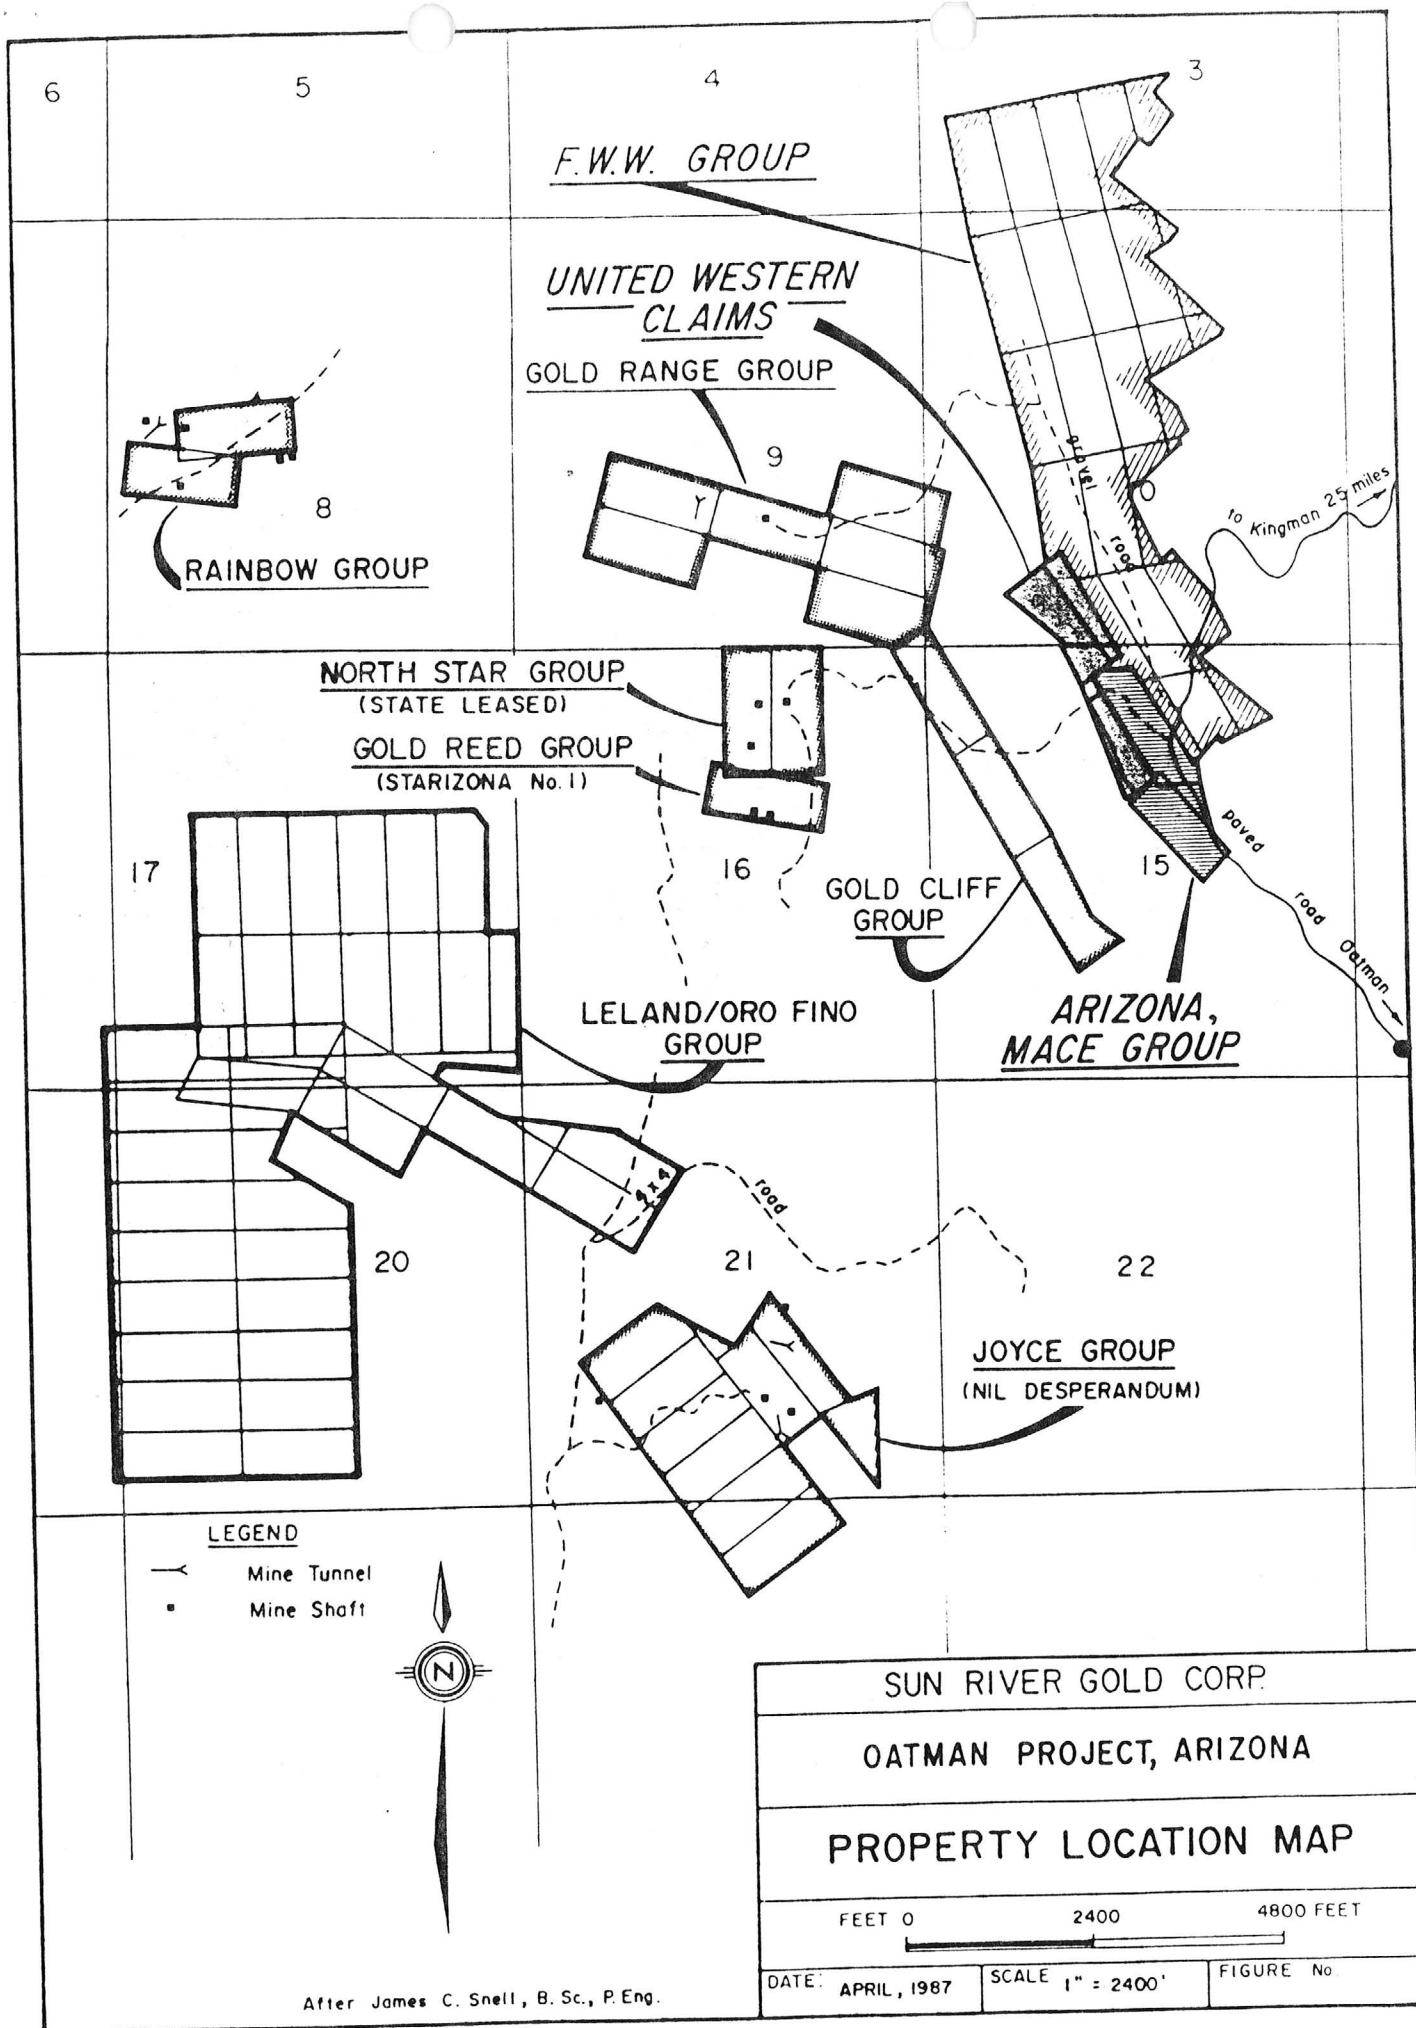 6
5
4
3
F.W.W. GROUP
UNITED WESTERN
CLAIMS
GOLD RANGE GROUP
9
gravel
road
to Kingman 25 miles
8
RAINBOW GROUP
NORTH STAR GROUP
(STATE LEASED)
GOLD REED GROUP
(STARIZONA No. 1)
17
16
15
paved
road
Oatman
GOLD CLIFF
GROUP
LELAND/ORO FINO
GROUP
ARIZONA,
MACE GROUP
4 x 4
road
20
21
22
JOYCE GROUP
(NIL DESPERANDUM)
LEGEND
Mine Tunnel
Mine Shaft
N
SUN RIVER GOLD CORP.
OATMAN PROJECT, ARIZONA
PROPERTY LOCATION MAP
FEET 0 2400 4800 FEET
DATE: APRIL, 1987 SCALE 1" = 2400' FIGURE No.
After James C. Snell, B. Sc., P. Eng.